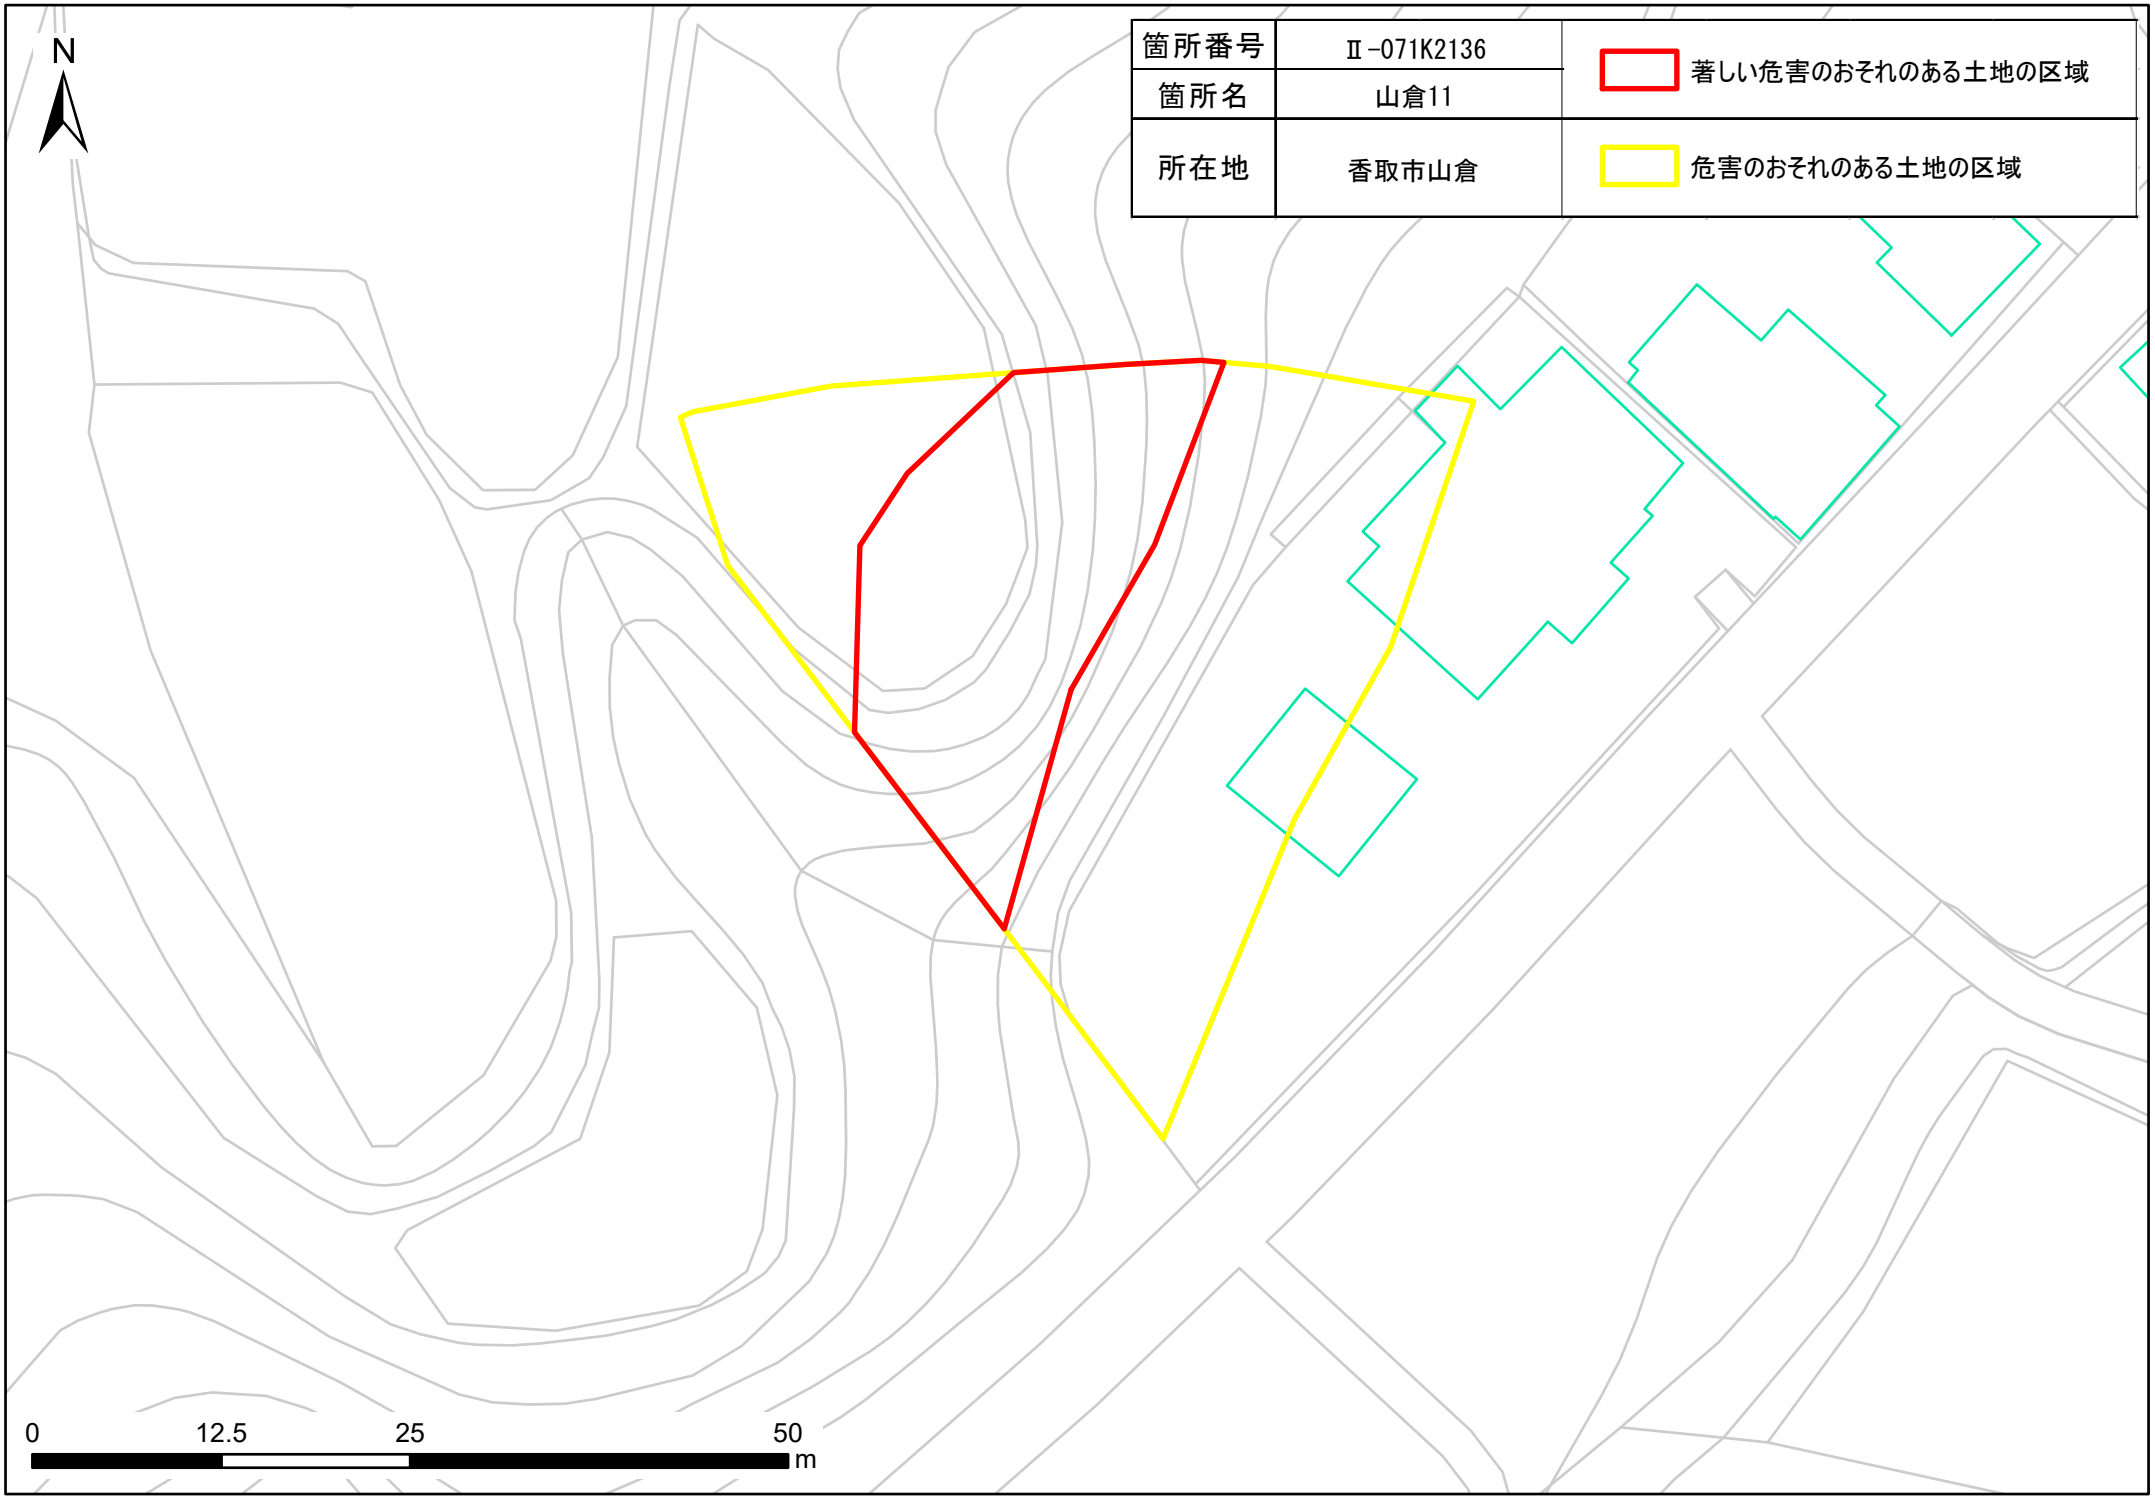 N
箇所番号 Ⅱ-071K2136
箇所名 山倉11
所在地 香取市山倉
著しい危害のおそれのある土地の区域
危害のおそれのある土地の区域
0 12.5 25 50
m